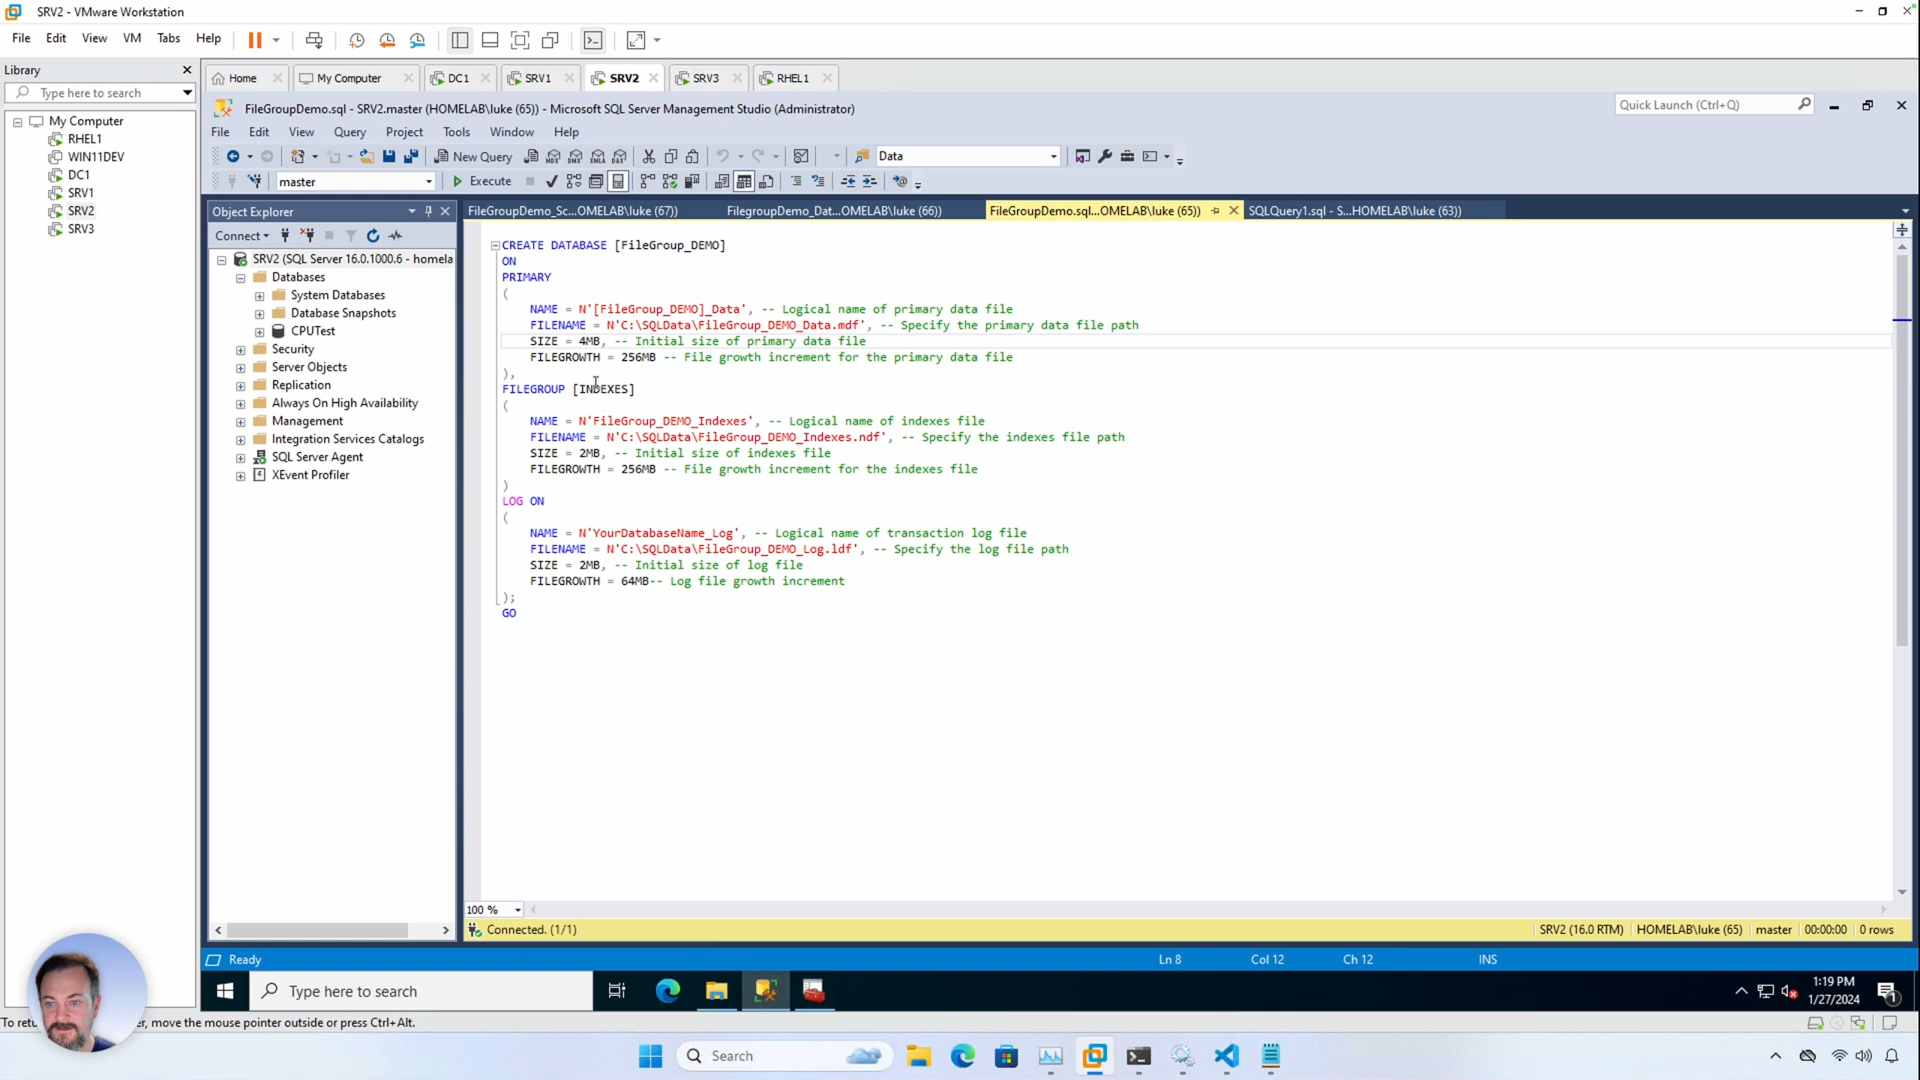 SRV2 - VMware Workstation
File Edit View VM Tabs Help
Library
Type here to search
My Computer
RHEL1
WIN11DEV
DC1
SRV1
SRV2
SRV3
Home My Computer DC1 SRV1 SRV2 SRV3 RHEL1
FileGroupDemo.sql - SRV2.master (HOMELAB\luke (65)) - Microsoft SQL Server Management Studio (Administrator)
Quick Launch (Ctrl+Q)
File Edit View Query Project Tools Window Help
New Query MDX DMX XMLA DAX Data
master Execute
Object Explorer
Connect
SRV2 (SQL Server 16.0.1000.6 - homela
Databases
System Databases
Database Snapshots
CPUTest
Security
Server Objects
Replication
Always On High Availability
Management
Integration Services Catalogs
SQL Server Agent
XEvent Profiler
FileGroupDemo_Sc...OMELAB\luke (67)) FilegroupDemo_Dat...OMELAB\luke (66)) FileGroupDemo.sql...OMELAB\luke (65)) SQLQuery1.sql - S...HOMELAB\luke (63))
CREATE DATABASE [FileGroup_DEMO]
ON
PRIMARY
(
NAME = N'[FileGroup_DEMO]_Data', -- Logical name of primary data file
FILENAME = N'C:\SQLData\FileGroup_DEMO_Data.mdf', -- Specify the primary data file path
SIZE = 4MB, -- Initial size of primary data file
FILEGROWTH = 256MB -- File growth increment for the primary data file
),
FILEGROUP [INDEXES]
(
NAME = N'FileGroup_DEMO_Indexes', -- Logical name of indexes file
FILENAME = N'C:\SQLData\FileGroup_DEMO_Indexes.ndf', -- Specify the indexes file path
SIZE = 2MB, -- Initial size of indexes file
FILEGROWTH = 256MB -- File growth increment for the indexes file
)
LOG ON
(
NAME = N'YourDatabaseName_Log', -- Logical name of transaction log file
FILENAME = N'C:\SQLData\FileGroup_DEMO_Log.ldf', -- Specify the log file path
SIZE = 2MB, -- Initial size of log file
FILEGROWTH = 64MB-- Log file growth increment
);
GO
100 %
Connected. (1/1)
SRV2 (16.0 RTM) HOMELAB\luke (65) master 00:00:00 0 rows
Ready Ln 8 Col 12 Ch 12 INS
Type here to search
1:19 PM
1/27/2024
1
To retu er, move the mouse pointer outside or press Ctrl+Alt.
Search